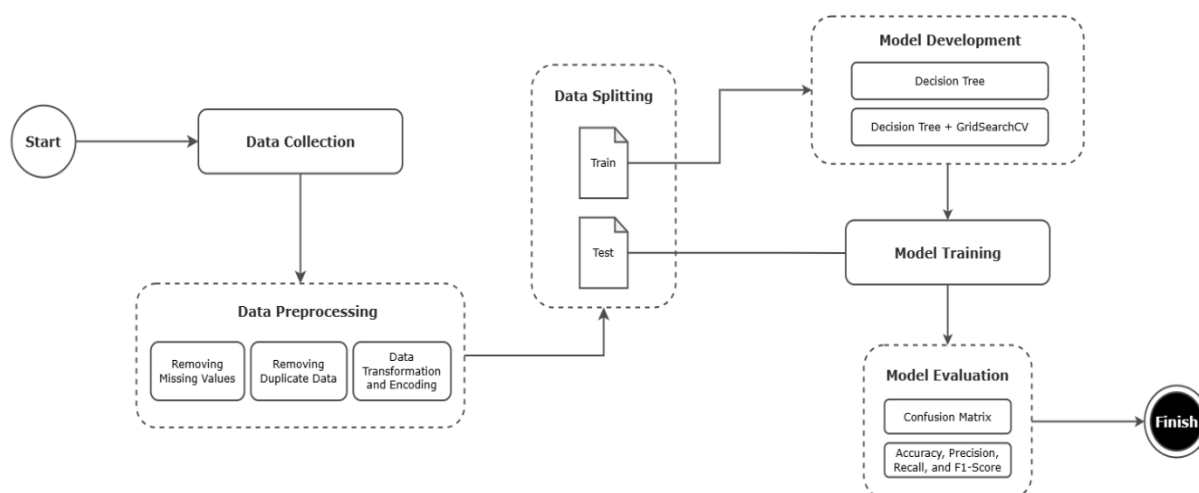 Start
Data Collection
Data Preprocessing
Removing
Missing Values
Removing
Duplicate Data
Data
Transformation
and Encoding
Data Splitting
Train
Test
Model Development
Decision Tree
Decision Tree + GridSearchCV
Model Training
Model Evaluation
Confusion Matrix
Accuracy, Precision,
Recall, and F1-Score
Finish